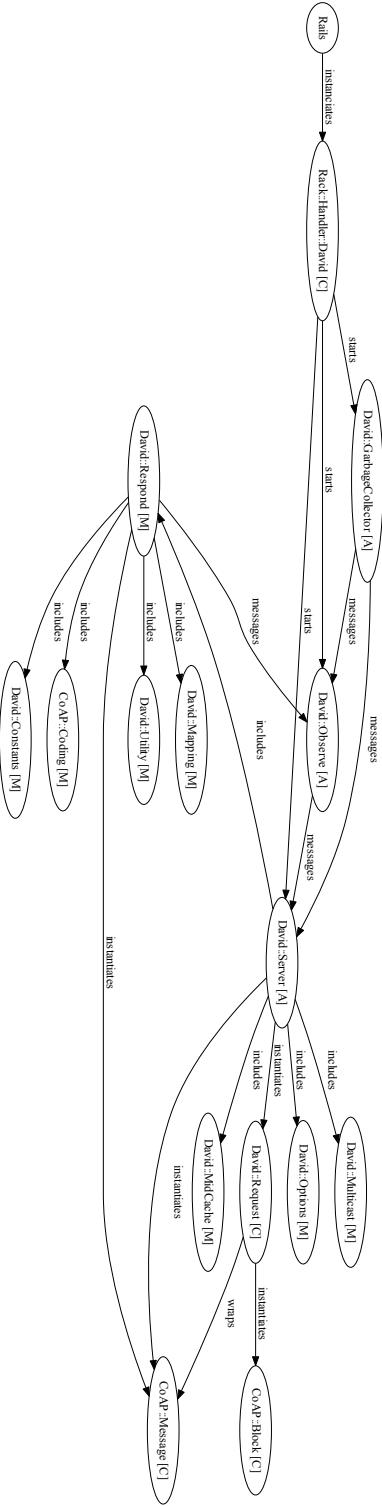 Rails
instanciates
Rack::Handler::David [C]
starts
starts
starts
David::GarbageCollector [A]
messages
messages
David::Observe [A]
messages
David::Respond [M]
messages
includes
includes
includes
includes
includes
instantiates
David::Mapping [M]
David::Utility [M]
CoAP::Coding [M]
David::Constants [M]
David::Server [A]
includes
includes
instantiates
includes
instantiates
David::Multicast [M]
David::Options [M]
David::Request [C]
David::MidCache [M]
instantiates
wraps
CoAP::Block [C]
CoAP::Message [C]